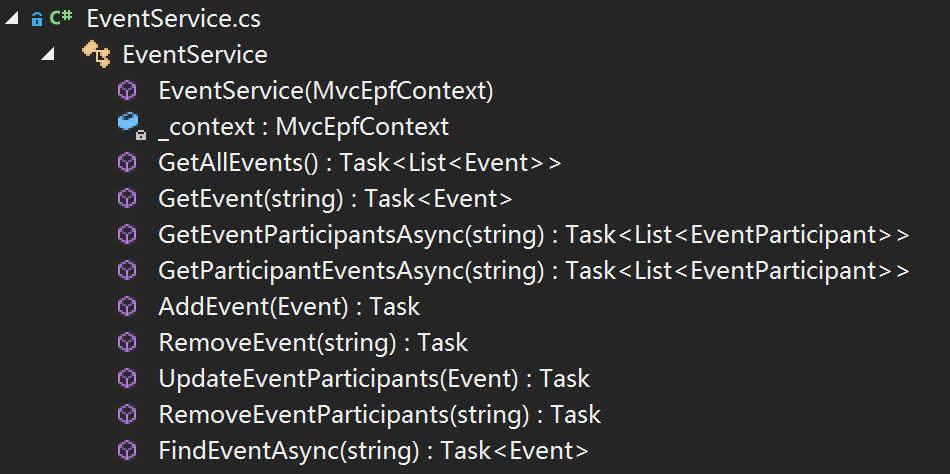 C# EventService.cs
EventService
EventService(MvcEpfContext)
_context : MvcEpfContext
GetAllEvents() : Task<List<Event>>
GetEvent(string) : Task<Event>
GetEventParticipantsAsync(string) : Task<List<EventParticipant>>
GetParticipantEventsAsync(string) : Task<List<EventParticipant>>
AddEvent(Event) : Task
RemoveEvent(string) : Task
UpdateEventParticipants(Event) : Task
RemoveEventParticipants(string) : Task
FindEventAsync(string) : Task<Event>